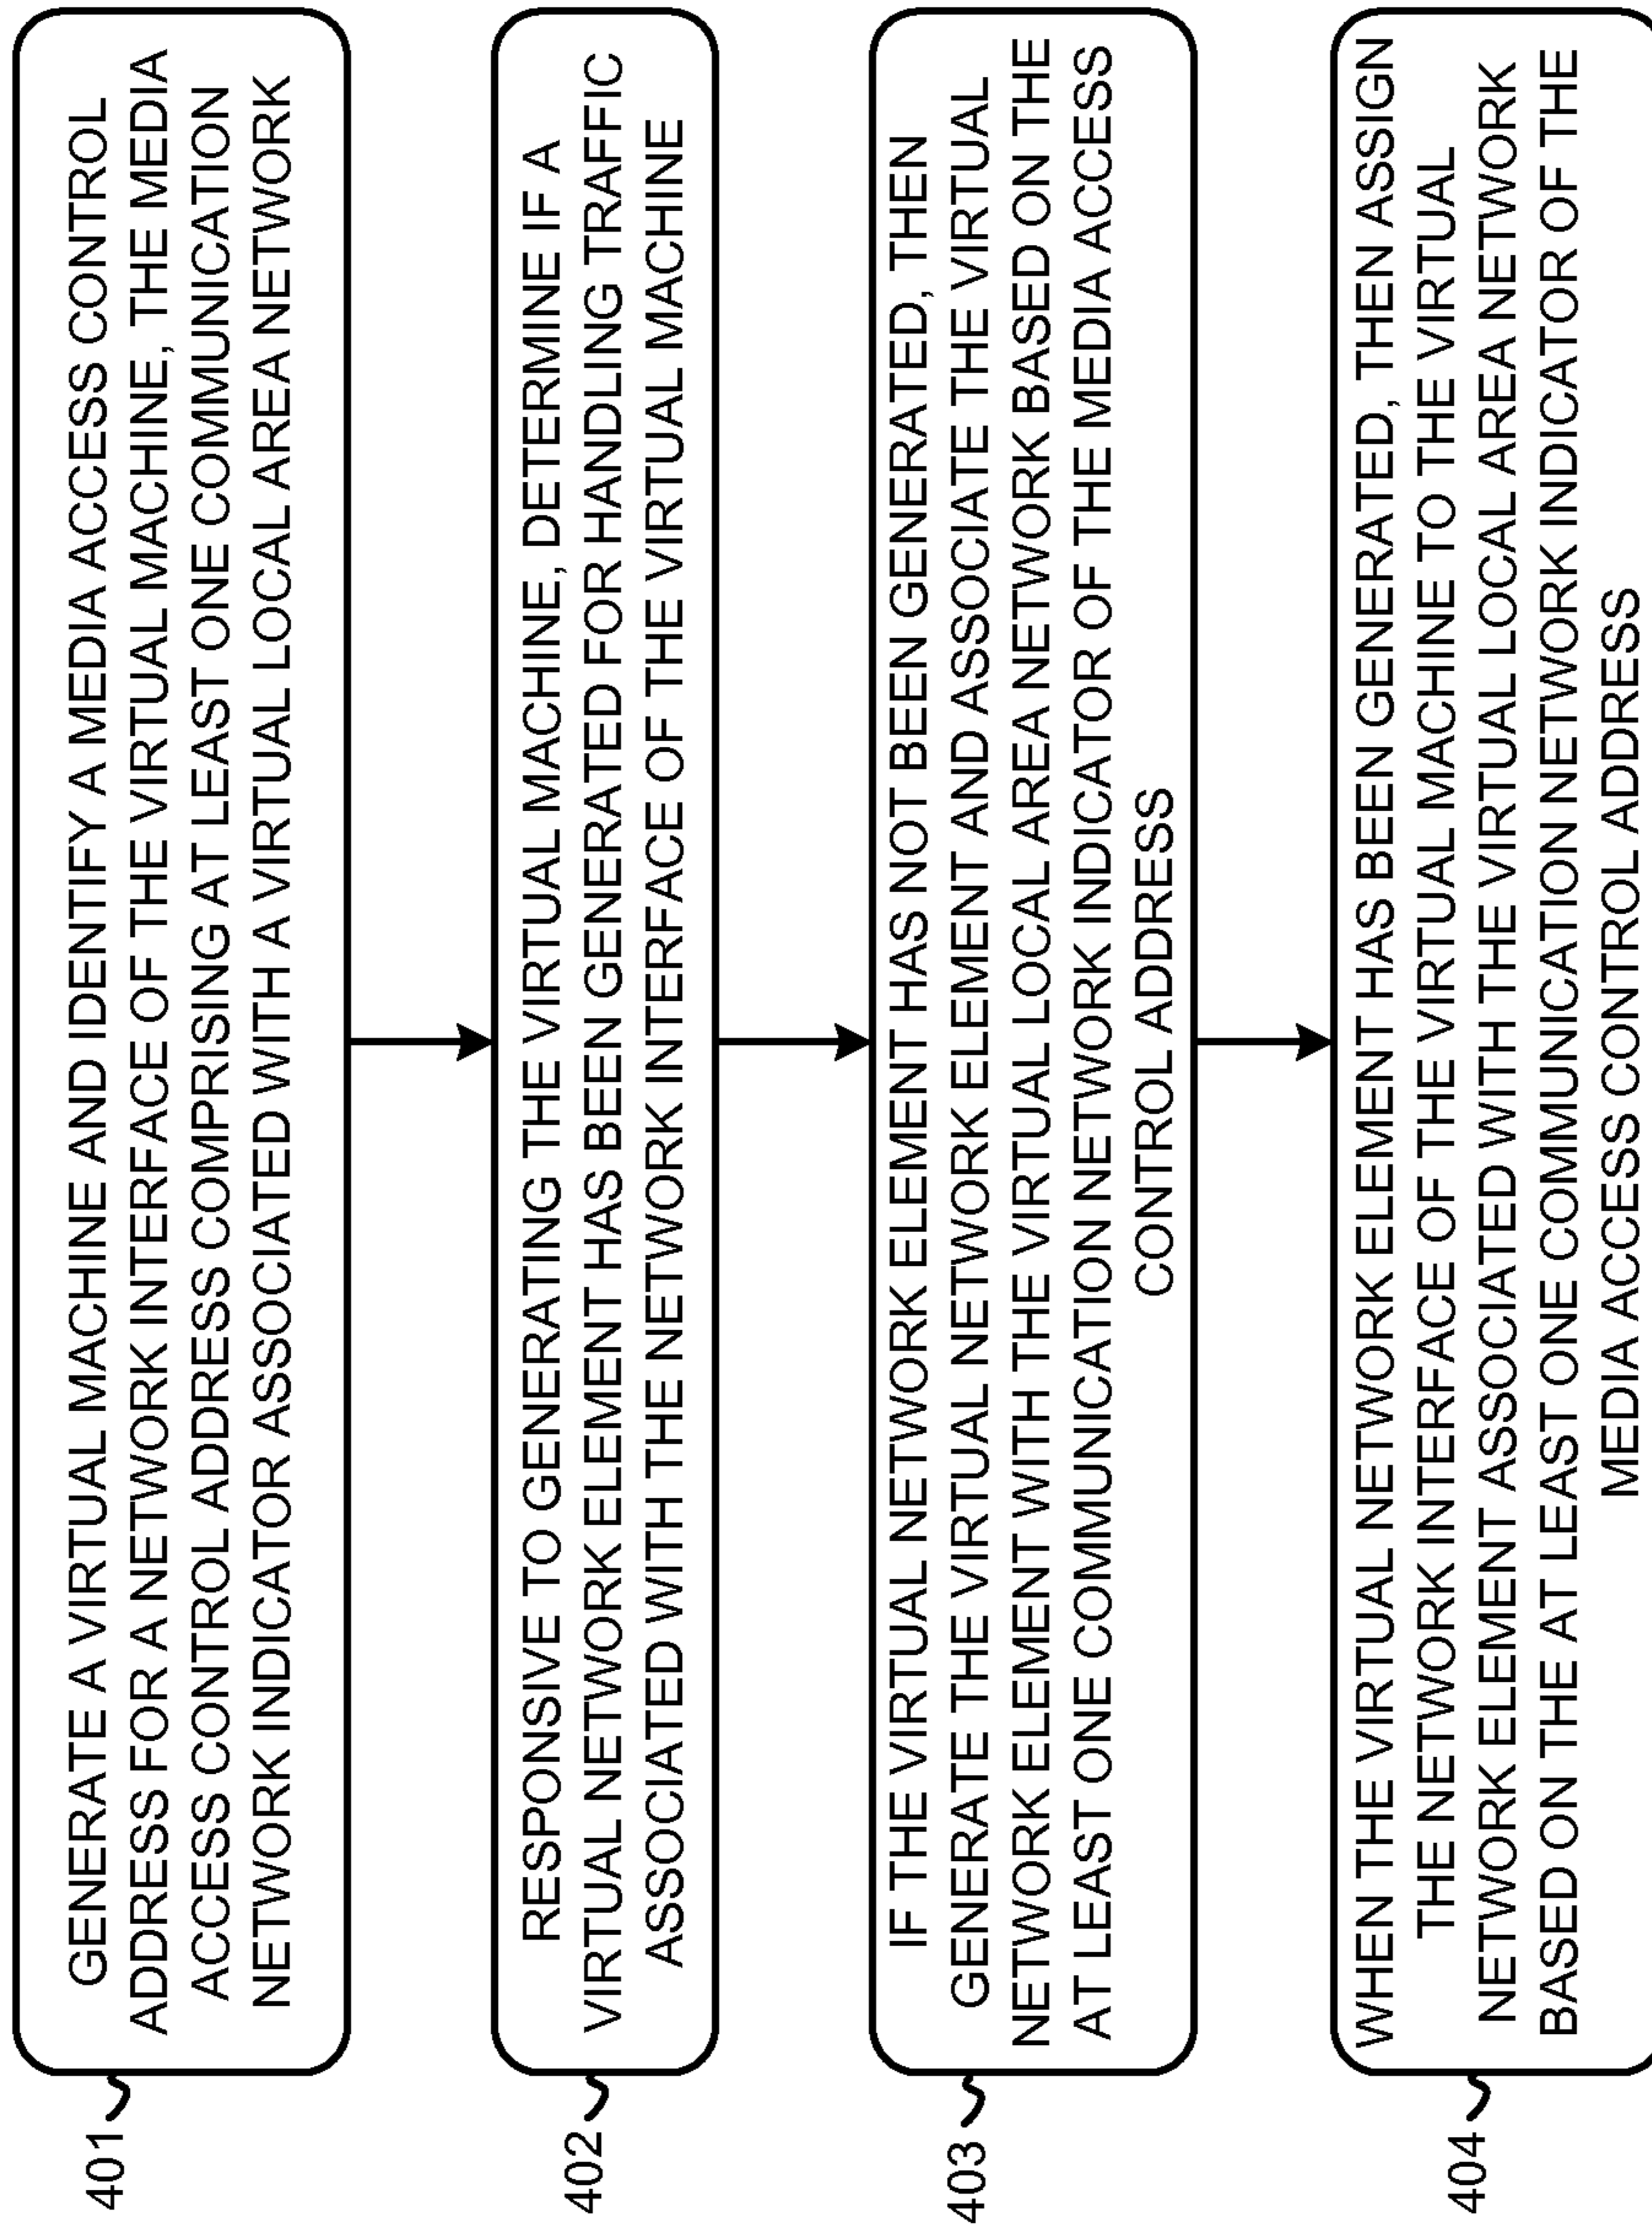 401
GENERATE A VIRTUAL MACHINE AND IDENTIFY A MEDIA ACCESS CONTROL
ADDRESS FOR A NETWORK INTERFACE OF THE VIRTUAL MACHINE, THE MEDIA
ACCESS CONTROL ADDRESS COMPRISING AT LEAST ONE COMMUNICATION
NETWORK INDICATOR ASSOCIATED WITH A VIRTUAL LOCAL AREA NETWORK
402
RESPONSIVE TO GENERATING THE VIRTUAL MACHINE, DETERMINE IF A
VIRTUAL NETWORK ELEMENT HAS BEEN GENERATED FOR HANDLING TRAFFIC
ASSOCIATED WITH THE NETWORK INTERFACE OF THE VIRTUAL MACHINE
403
IF THE VIRTUAL NETWORK ELEMENT HAS NOT BEEN GENERATED, THEN
GENERATE THE VIRTUAL NETWORK ELEMENT AND ASSOCIATE THE VIRTUAL
NETWORK ELEMENT WITH THE VIRTUAL LOCAL AREA NETWORK BASED ON THE
AT LEAST ONE COMMUNICATION NETWORK INDICATOR OF THE MEDIA ACCESS
CONTROL ADDRESS
404
WHEN THE VIRTUAL NETWORK ELEMENT HAS BEEN GENERATED, THEN ASSIGN
THE NETWORK INTERFACE OF THE VIRTUAL MACHINE TO THE VIRTUAL
NETWORK ELEMENT ASSOCIATED WITH THE VIRTUAL LOCAL AREA NETWORK
BASED ON THE AT LEAST ONE COMMUNICATION NETWORK INDICATOR OF THE
MEDIA ACCESS CONTROL ADDRESS